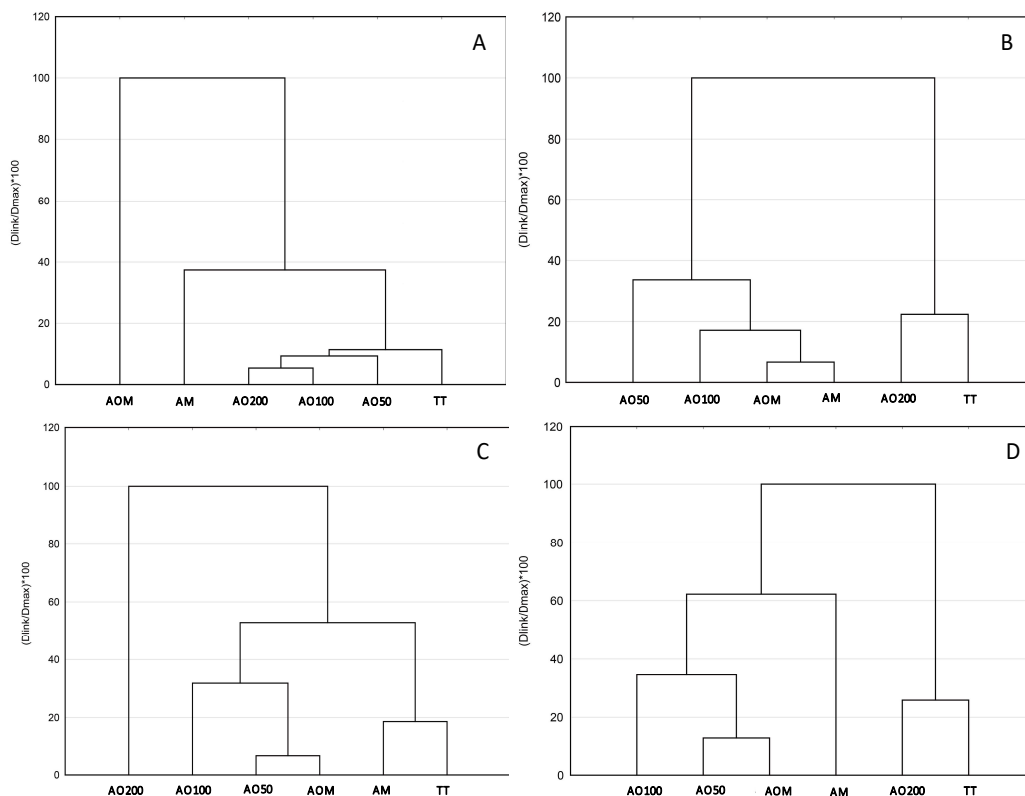 A
120
100
80
60
40
20
0
(Dlink/Dmax)*100
AOM AM AO200 AO100 AO50 TT
B
120
100
80
60
40
20
0
(Dlink/Dmax)*100
AO50 AO100 AOM AM AO200 TT
C
120
100
80
60
40
20
0
(Dlink/Dmax)*100
AO200 AO100 AO50 AOM AM TT
D
120
100
80
60
40
20
0
(Dlink/Dmax)*100
AO100 AO50 AOM AM AO200 TT